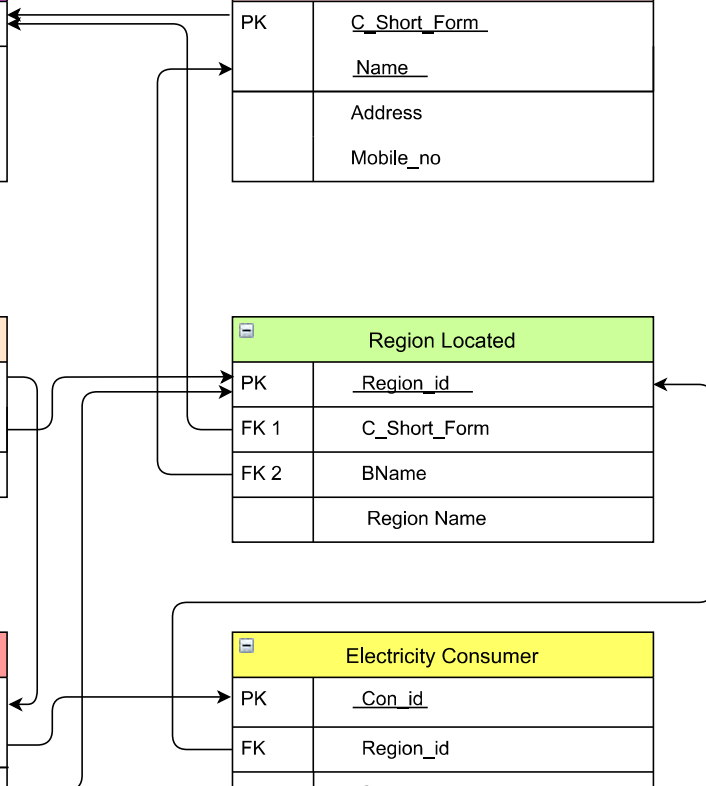 PK C_Short_Form
Name
Address
Mobile_no
Region Located
PK Region_id
FK 1 C_Short_Form
FK 2 BName
Region Name
Electricity Consumer
PK Con_id
FK Region_id